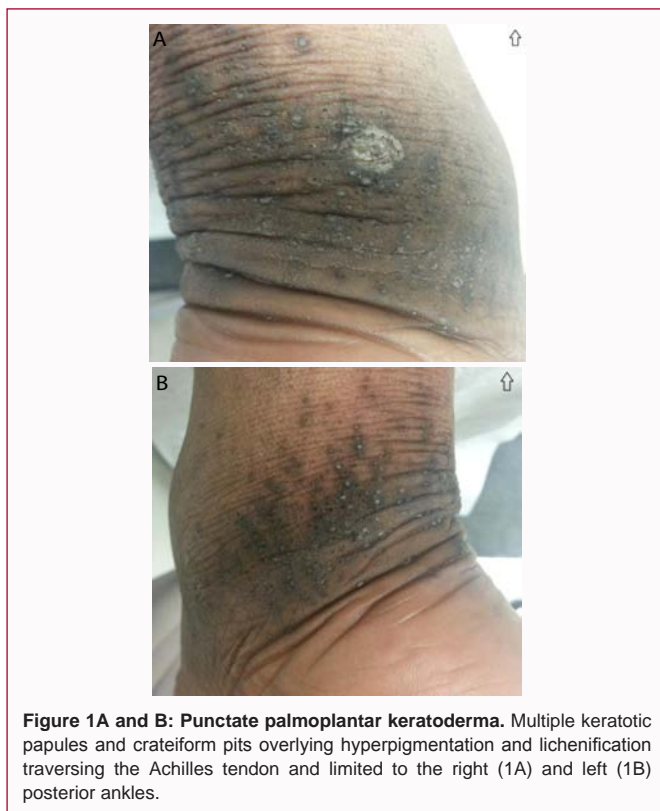 A
B
Figure 1A and B: Punctate palmoplantar keratoderma. Multiple keratotic
papules and crateiform pits overlying hyperpigmentation and lichenification
traversing the Achilles tendon and limited to the right (1A) and left (1B)
posterior ankles.